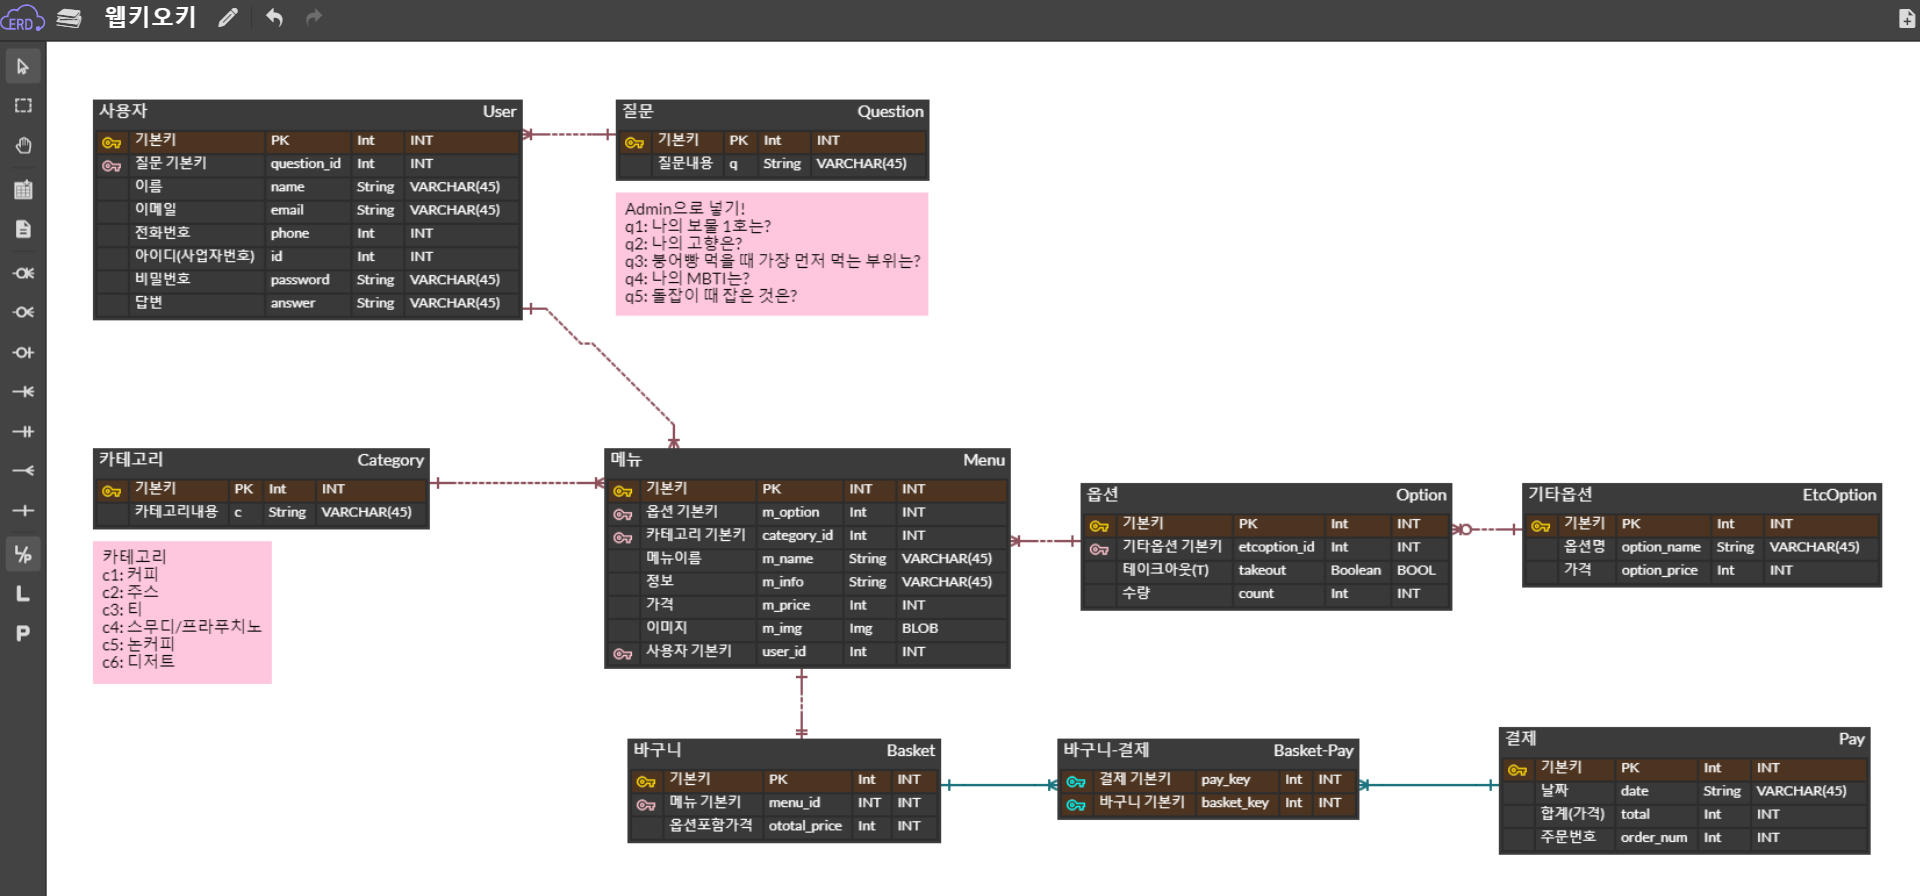 ERD
웹키오키
사용자 User
기본키 PK Int INT
질문 기본키 question_id Int INT
이름 name String VARCHAR(45)
이메일 email String VARCHAR(45)
전화번호 phone Int INT
아이디(사업자번호) id Int INT
비밀번호 password String VARCHAR(45)
답변 answer String VARCHAR(45)
질문 Question
기본키 PK Int INT
질문내용 q String VARCHAR(45)
Admin으로 넣기!
q1: 나의 보물 1호는?
q2: 나의 고향은?
q3: 붕어빵 먹을 때 가장 먼저 먹는 부위는?
q4: 나의 MBTI는?
q5: 돌잡이 때 잡은 것은?
카테고리 Category
기본키 PK Int INT
카테고리내용 c String VARCHAR(45)
카테고리
c1: 커피
c2: 주스
c3: 티
c4: 스무디/프라푸치노
c5: 논커피
c6: 디저트
메뉴 Menu
기본키 PK INT INT
옵션 기본키 m_option Int INT
카테고리 기본키 category_id Int INT
메뉴이름 m_name String VARCHAR(45)
정보 m_info String VARCHAR(45)
가격 m_price Int INT
이미지 m_img Img BLOB
사용자 기본키 user_id Int INT
옵션 Option
기본키 PK Int INT
기타옵션 기본키 etcoption_id Int INT
테이크아웃(T) takeout Boolean BOOL
수량 count Int INT
기타옵션 EtcOption
기본키 PK Int INT
옵션명 option_name String VARCHAR(45)
가격 option_price Int INT
바구니 Basket
기본키 PK Int INT
메뉴 기본키 menu_id INT INT
옵션포함가격 ototal_price Int INT
바구니-결제 Basket-Pay
결제 기본키 pay_key Int INT
바구니 기본키 basket_key Int INT
결제 Pay
기본키 PK Int INT
날짜 date String VARCHAR(45)
합계(가격) total Int INT
주문번호 order_num Int INT
I/P
L
P